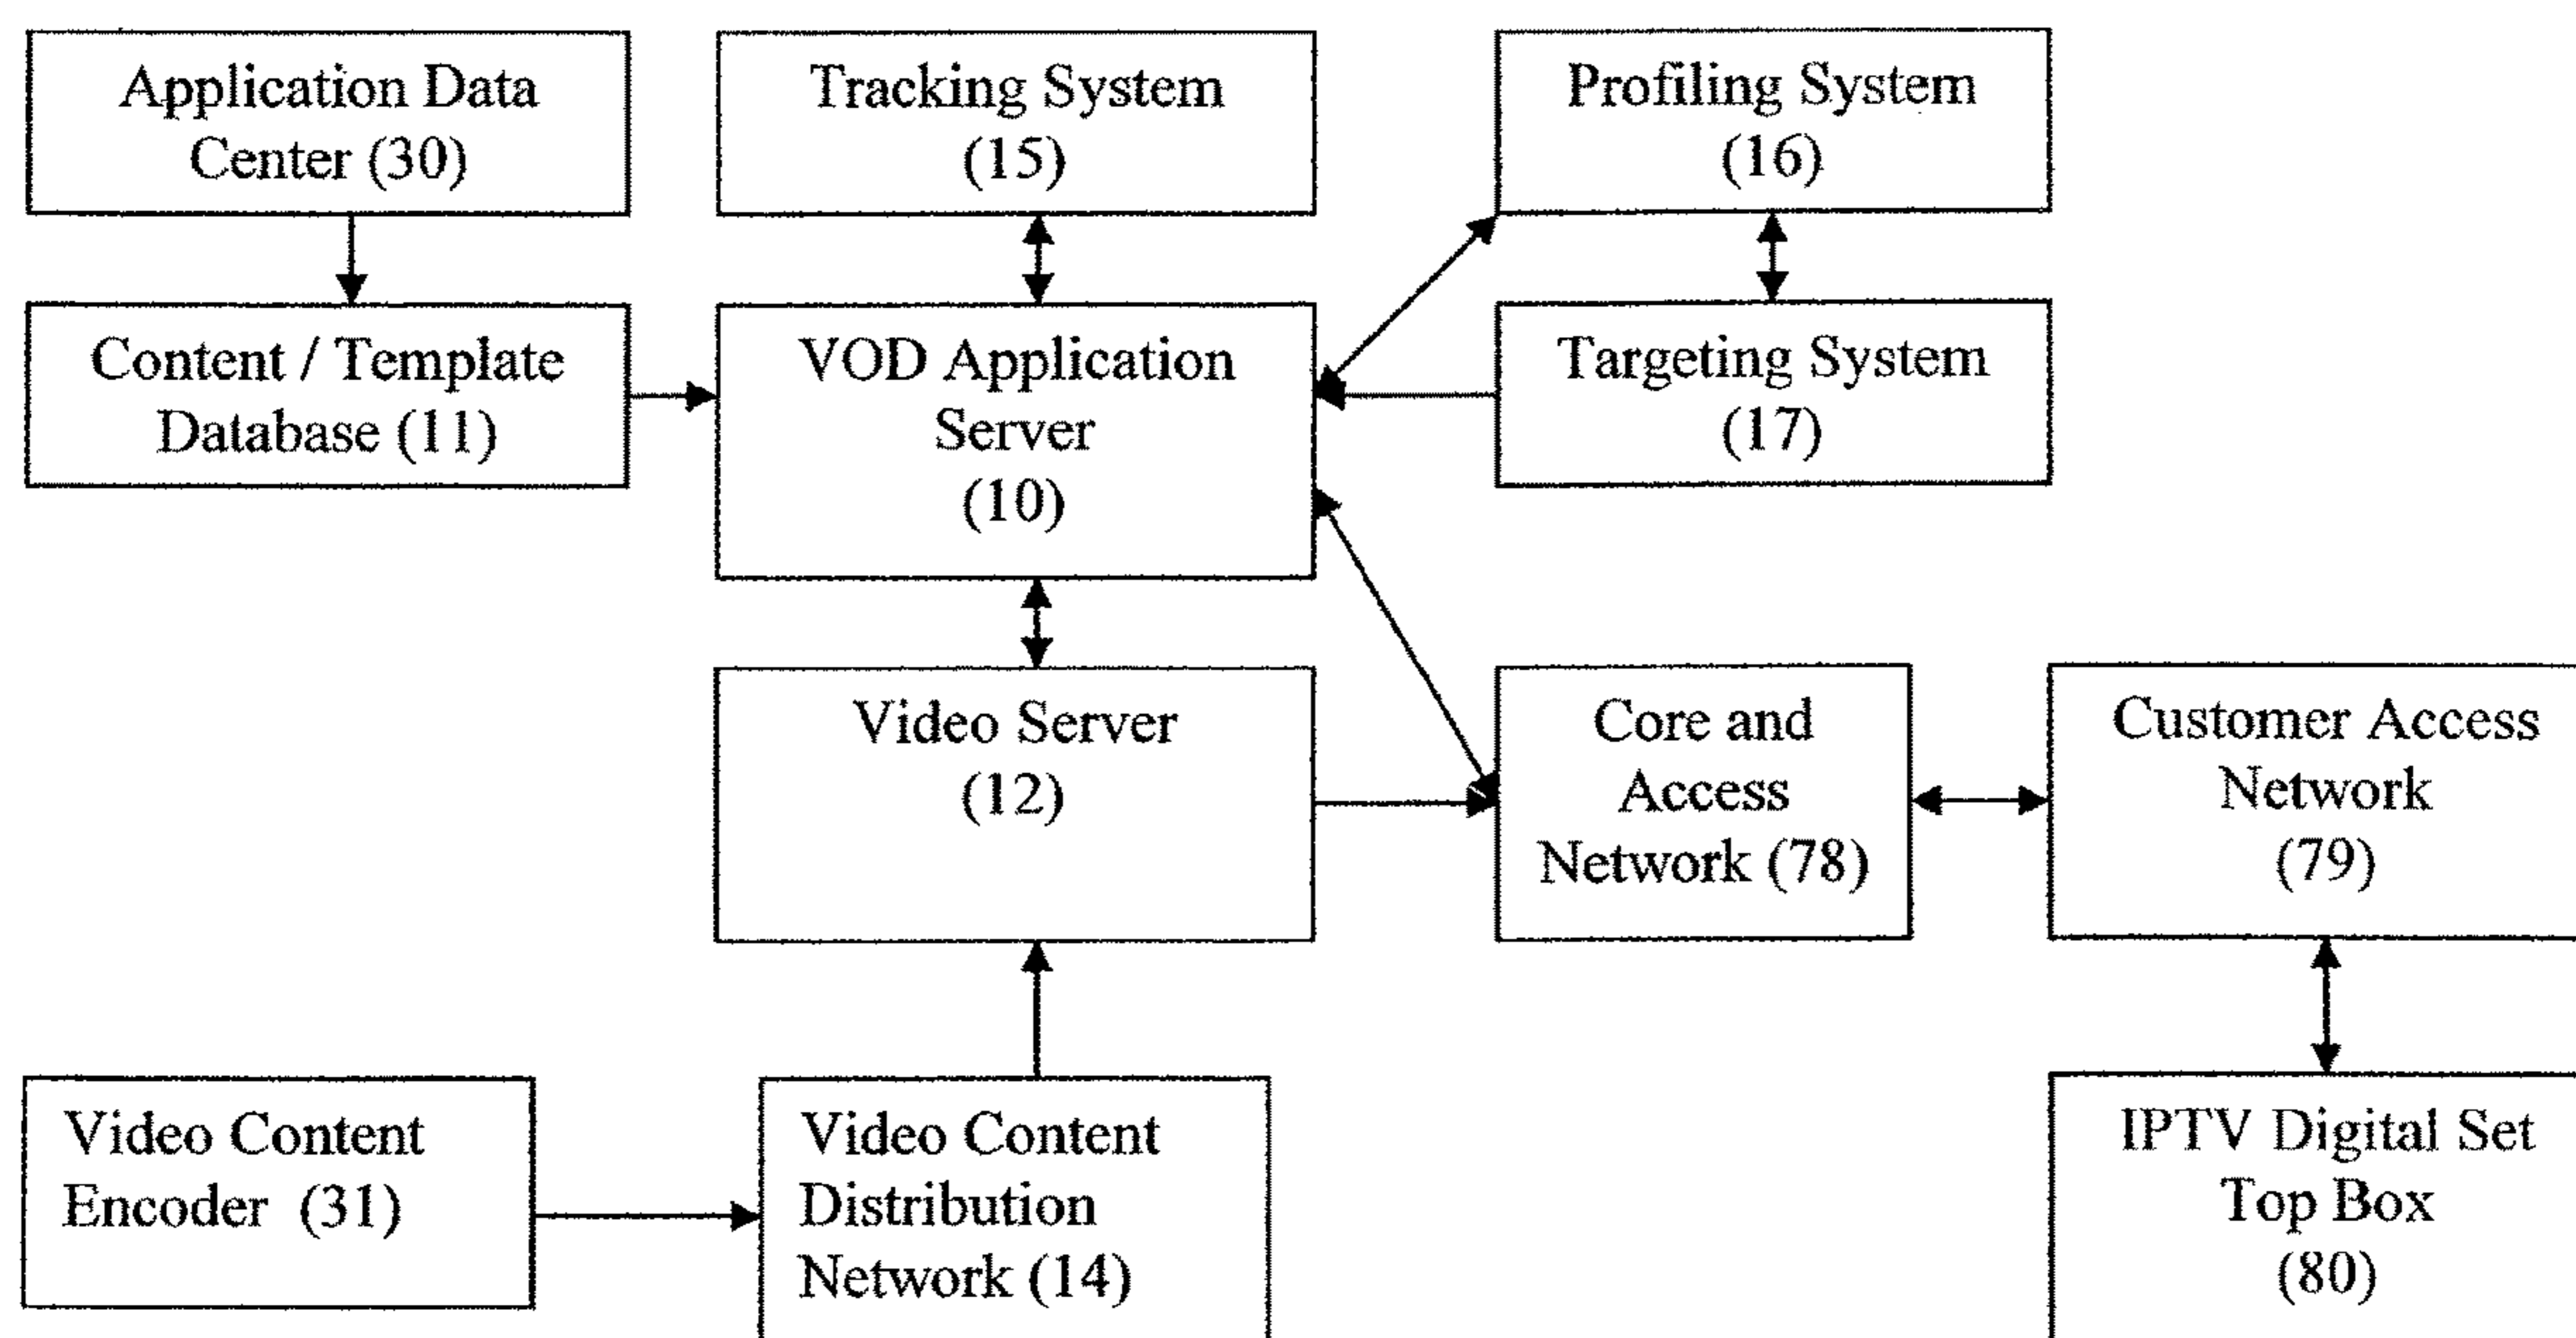 Application Data
Center (30)
Tracking System
(15)
Profiling System
(16)
Content / Template
Database (11)
VOD Application
Server
(10)
Targeting System
(17)
Video Server
(12)
Core and
Access
Network (78)
Customer Access
Network
(79)
Video Content
Encoder (31)
Video Content
Distribution
Network (14)
IPTV Digital Set
Top Box
(80)